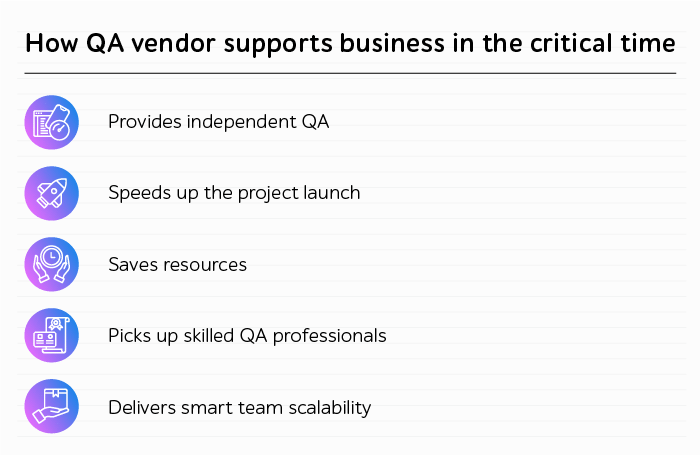 How QA vendor supports business in the critical time
Provides independent QA
Speeds up the project launch
Saves resources
Picks up skilled QA professionals
Delivers smart team scalability